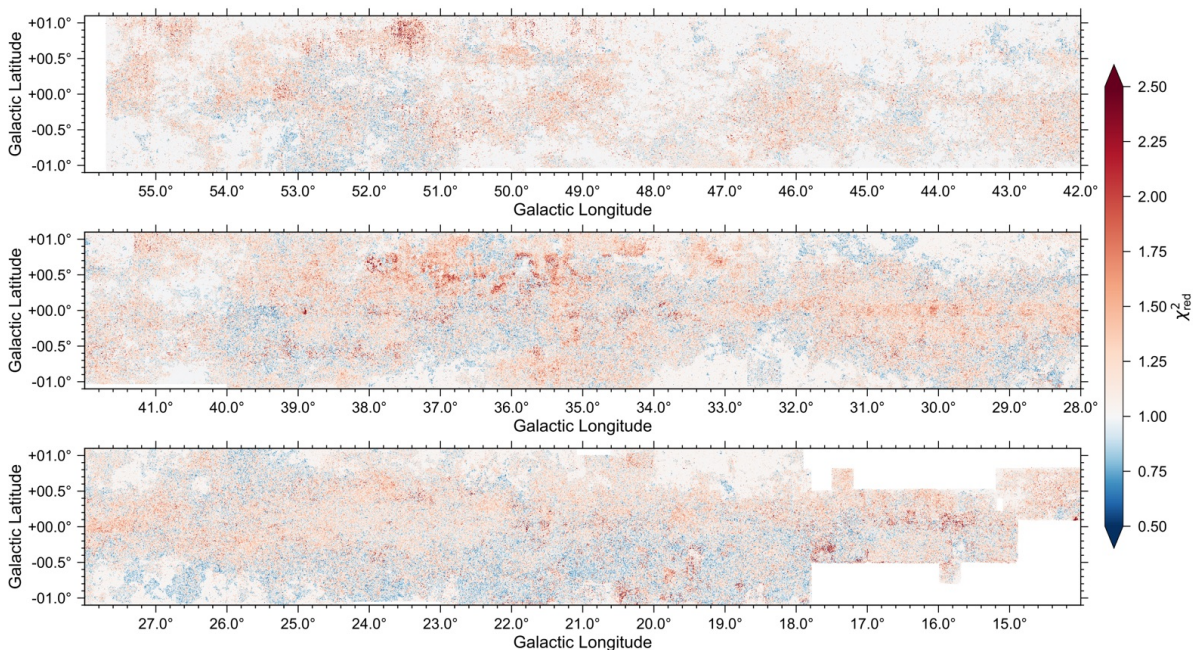 +01.0°
+00.5°
+00.0°
-00.5°
-01.0°
Galactic Latitude
55.0° 54.0° 53.0° 52.0° 51.0° 50.0° 49.0° 48.0° 47.0° 46.0° 45.0° 44.0° 43.0° 42.0°
Galactic Longitude
+01.0°
+00.5°
+00.0°
-00.5°
-01.0°
Galactic Latitude
41.0° 40.0° 39.0° 38.0° 37.0° 36.0° 35.0° 34.0° 33.0° 32.0° 31.0° 30.0° 29.0° 28.0°
Galactic Longitude
+01.0°
+00.5°
+00.0°
-00.5°
-01.0°
Galactic Latitude
27.0° 26.0° 25.0° 24.0° 23.0° 22.0° 21.0° 20.0° 19.0° 18.0° 17.0° 16.0° 15.0°
Galactic Longitude
2.50
2.25
2.00
1.75
1.50
1.25
1.00
0.75
0.50
χ²red